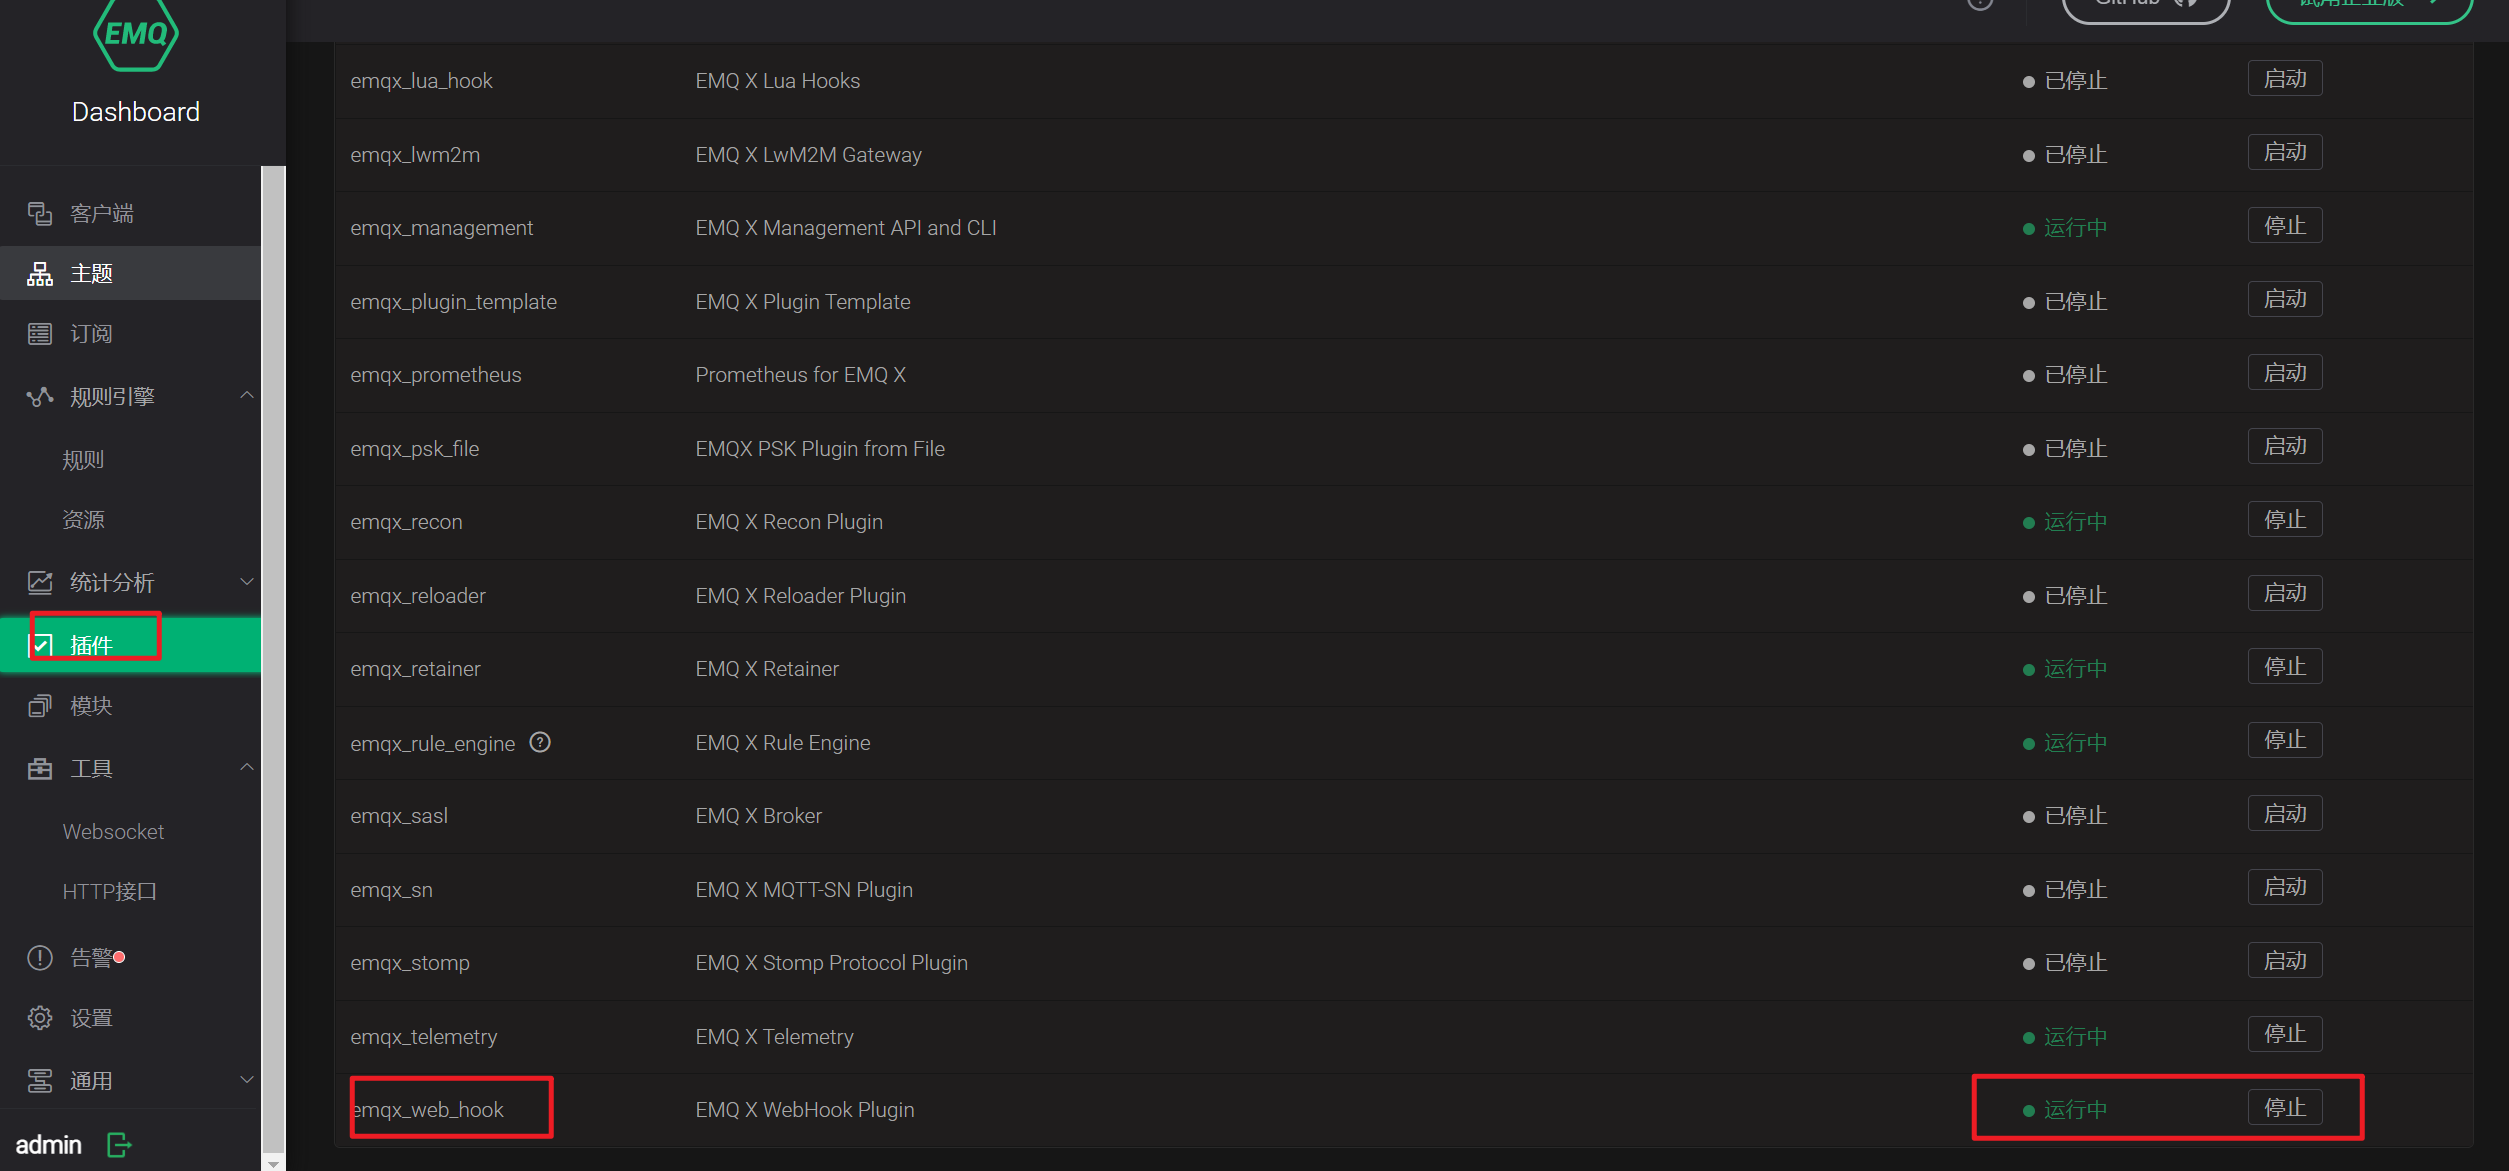 EMQ
Dashboard
客户端
主题
订阅
规则引擎
规则
资源
统计分析
插件
模块
工具
Websocket
HTTP接口
告警
设置
通用
admin
GitHub
试用企业版
emqx_lua_hook EMQ X Lua Hooks 已停止 启动
emqx_lwm2m EMQ X LwM2M Gateway 已停止 启动
emqx_management EMQ X Management API and CLI 运行中 停止
emqx_plugin_template EMQ X Plugin Template 已停止 启动
emqx_prometheus Prometheus for EMQ X 已停止 启动
emqx_psk_file EMQX PSK Plugin from File 已停止 启动
emqx_recon EMQ X Recon Plugin 运行中 停止
emqx_reloader EMQ X Reloader Plugin 已停止 启动
emqx_retainer EMQ X Retainer 运行中 停止
emqx_rule_engine ? EMQ X Rule Engine 运行中 停止
emqx_sasl EMQ X Broker 已停止 启动
emqx_sn EMQ X MQTT-SN Plugin 已停止 启动
emqx_stomp EMQ X Stomp Protocol Plugin 已停止 启动
emqx_telemetry EMQ X Telemetry 运行中 停止
emqx_web_hook EMQ X WebHook Plugin 运行中 停止